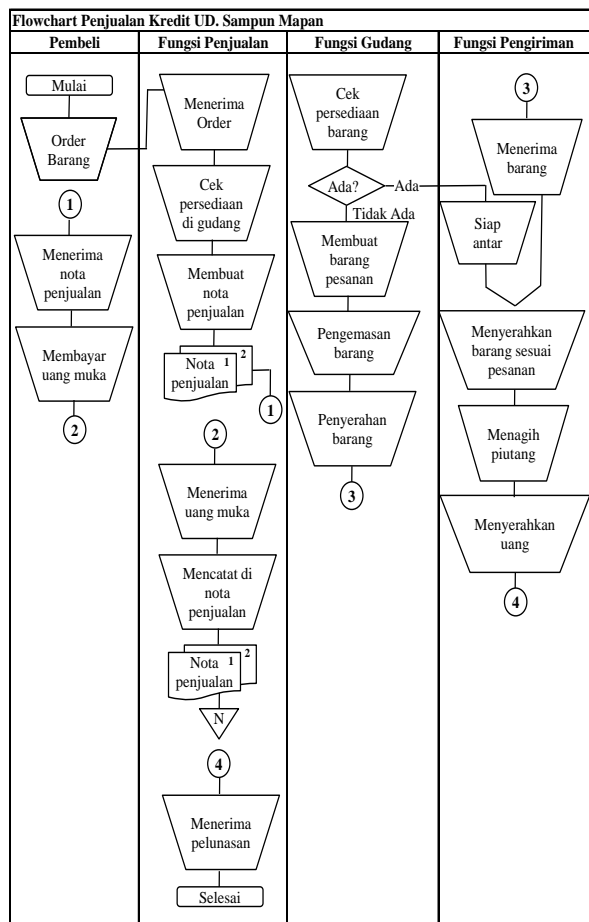 Flowchart Penjualan Kredit UD. Sampun Mapan
Pembeli
Fungsi Penjualan
Fungsi Gudang
Fungsi Pengiriman
Mulai
Order
Barang
1
Menerima
nota
penjualan
Membayar
uang muka
2
Menerima
Order
Cek
persediaan
di gudang
Membuat
nota
penjualan
Nota 1 2
penjualan
1
2
Menerima
uang muka
Mencatat di
nota
penjualan
Nota 1 2
penjualan
N
4
Menerima
pelunasan
Selesai
Cek
persediaan
barang
Ada?
Ada
Tidak Ada
Membuat
barang
pesanan
Pengemasan
barang
Penyerahan
barang
3
3
Menerima
barang
Siap
antar
Menyerahkan
barang sesuai
pesanan
Menagih
piutang
Menyerahkan
uang
4